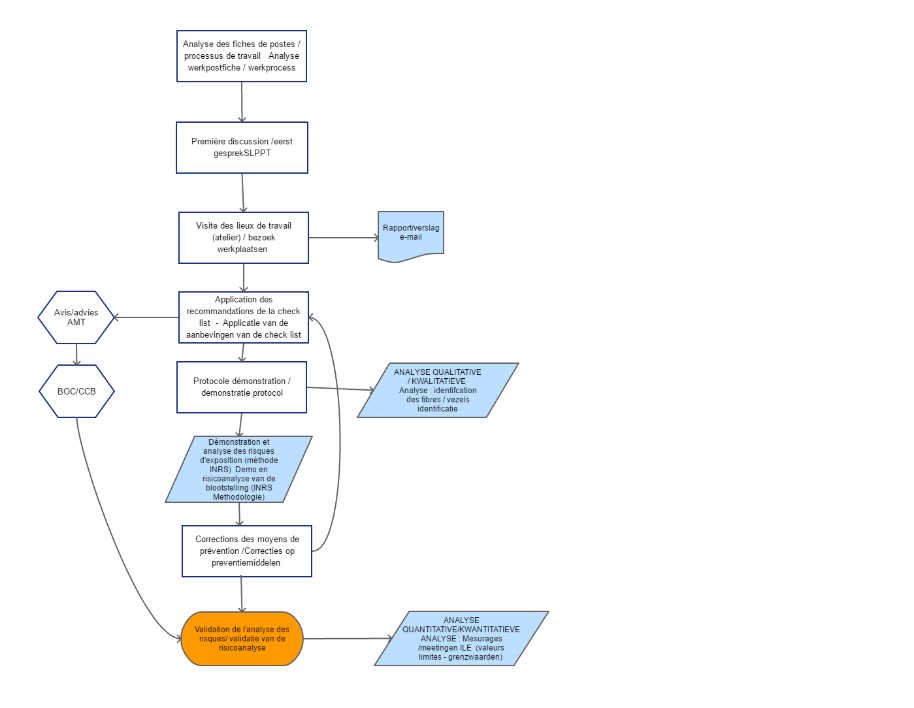 Analyse des fiches de postes /
processus de travail   Analyse
werkpostfiche / werkprocess
Premiére discussion /eerst
gesprekSLPPT
Visite des lieux de travail
(atelier) / bezoek
werkplaatsen
Rapport/verslag
e-mail
Application des
recommandations de la check
list  -  Applicatie van de
aanbevingen van de check list
Avis/advies
AMT
BOC/CCB
Protocole démonstration /
demonstratie protocol
ANALYSE QUALITATIVE
/ KWALITATIEVE
Analyse : identifcation
des fibres / vezels
identificatie
Démonstration et
analyse des risques
d'exposition (méthode
INRS)  Demo en
risicoanalyse van de
blootstelling (INRS
Methodologie)
Corrections des moyens de
prévention /Correcties op
preventiemiddelen
Validation de l'analyse des
risques/ validatie van de
risicoanalyse
ANALYSE
QUANTITATIVE/KWANTITATIEVE
ANALYSE : Mesurages
/meetingen ILE  (valeurs
limites - grenzwaarden)